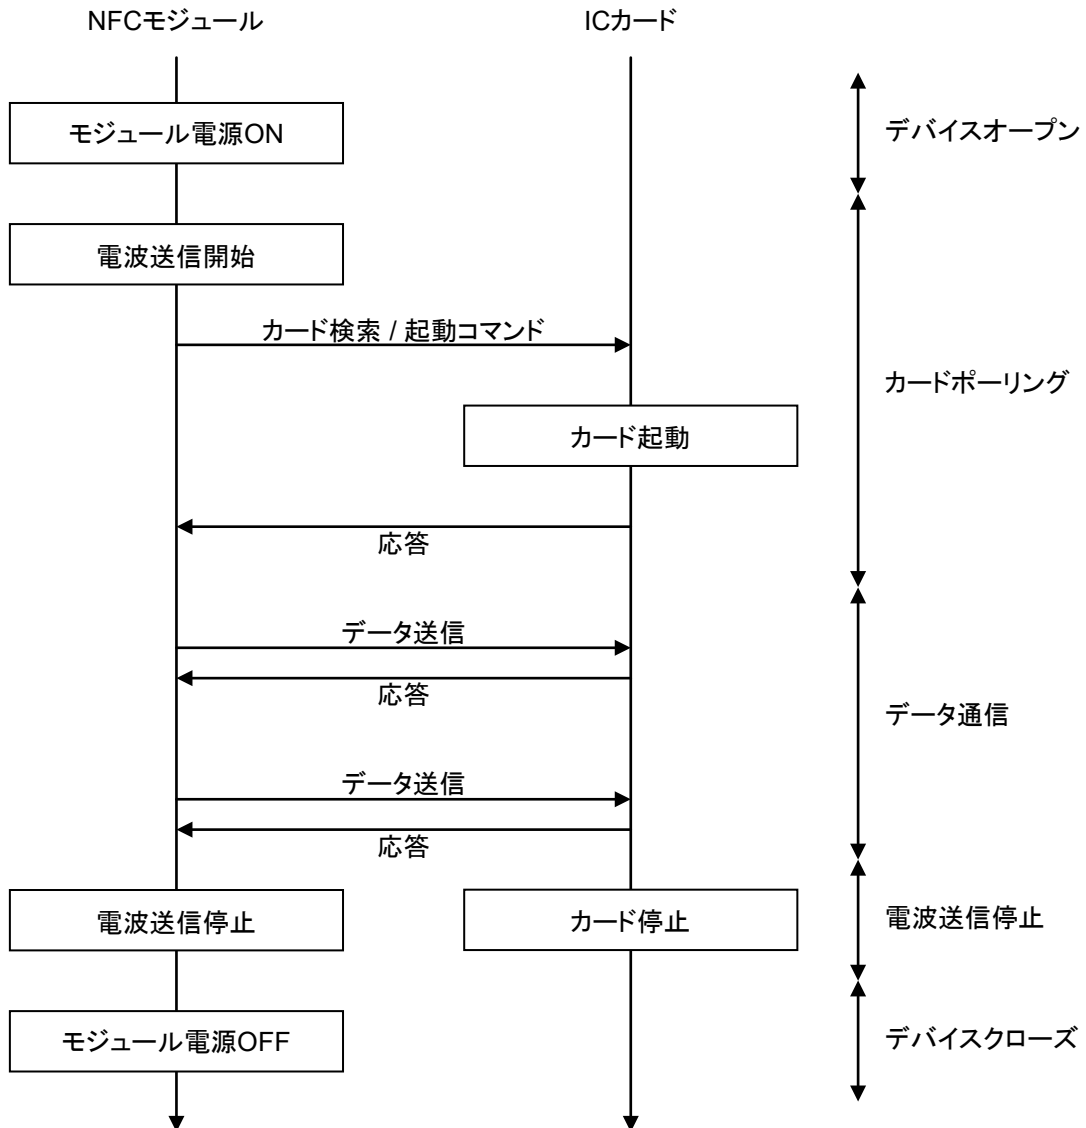 NFCモジュール
ICカード
モジュール電源ON
デバイスオープン
電波送信開始
カード検索 / 起動コマンド
カードポーリング
カード起動
応答
データ送信
応答
データ通信
データ送信
応答
電波送信停止
カード停止
電波送信停止
モジュール電源OFF
デバイスクローズ